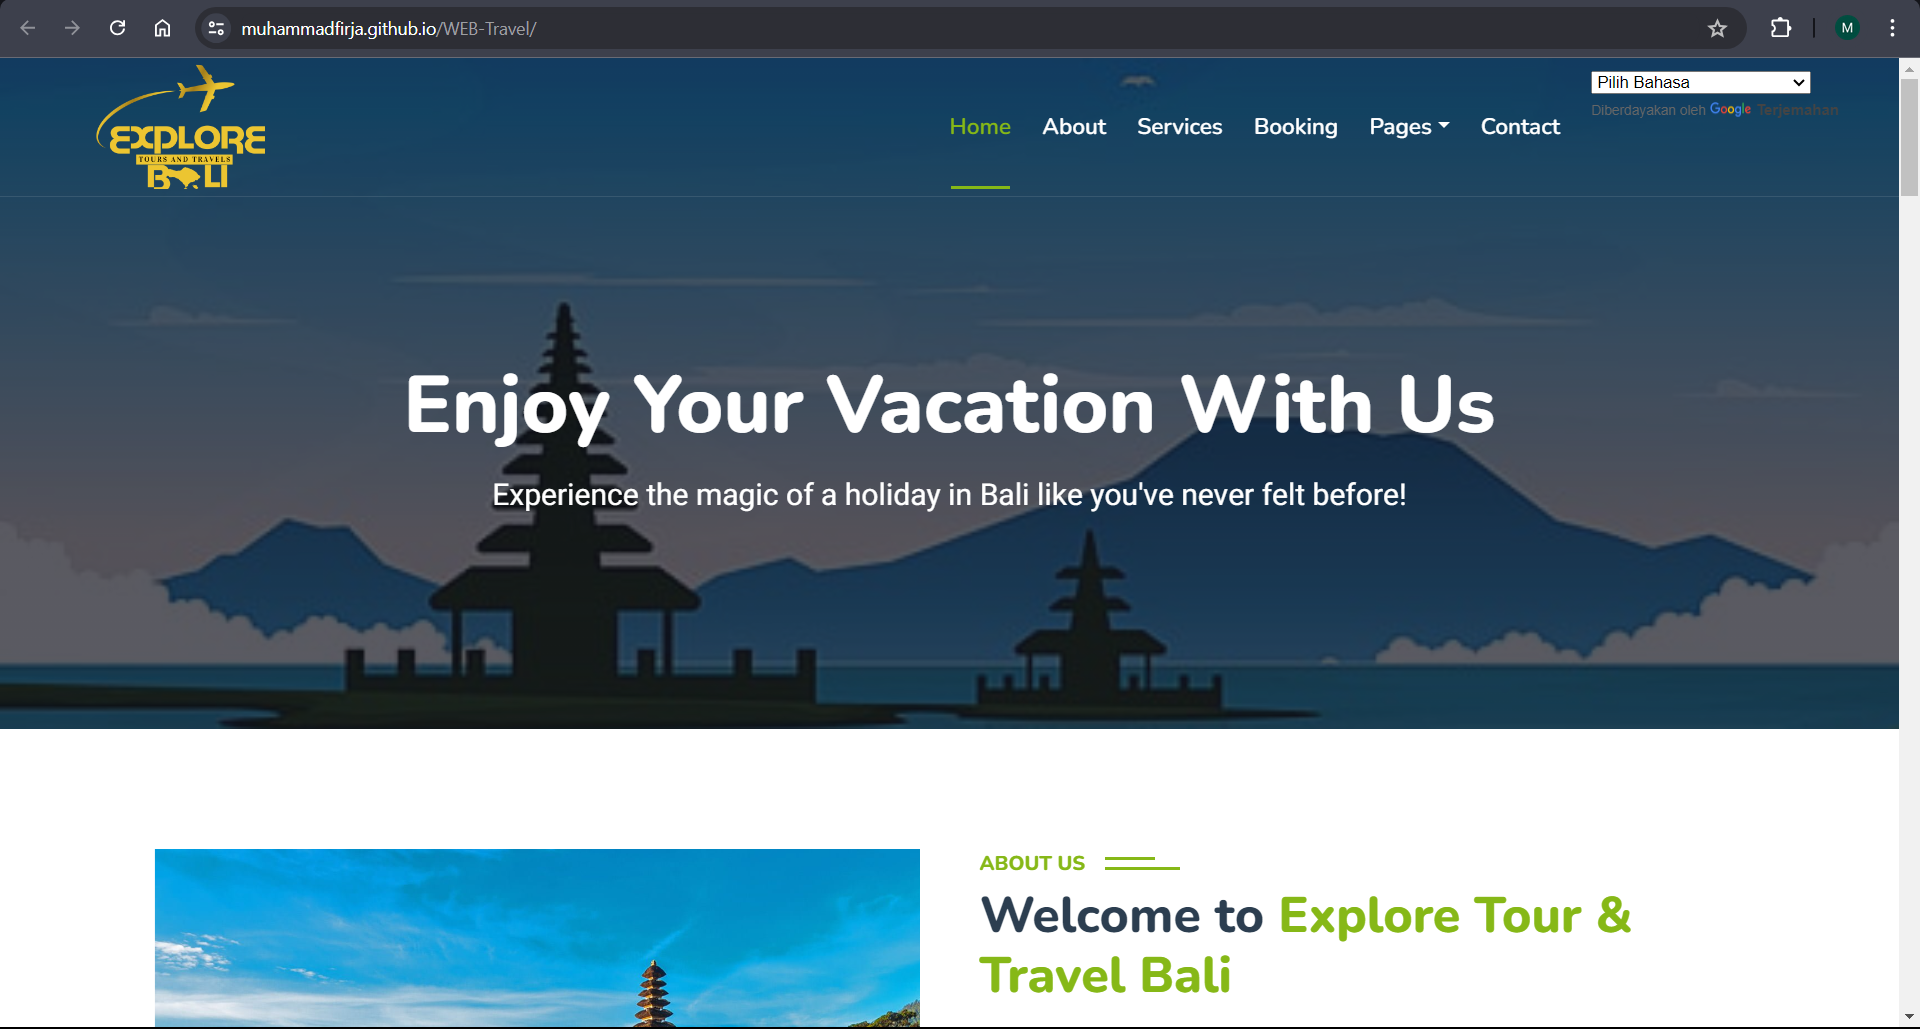 muhammadfirja.github.io/WEB-Travel/
M
EXPLORE
TOURS AND TRAVELS
BALI
Home
About
Services
Booking
Pages
Contact
Pilih Bahasa
Diberdayakan oleh Google Terjemahan
Enjoy Your Vacation With Us
Experience the magic of a holiday in Bali like you've never felt before!
ABOUT US
Welcome to Explore Tour &
Travel Bali